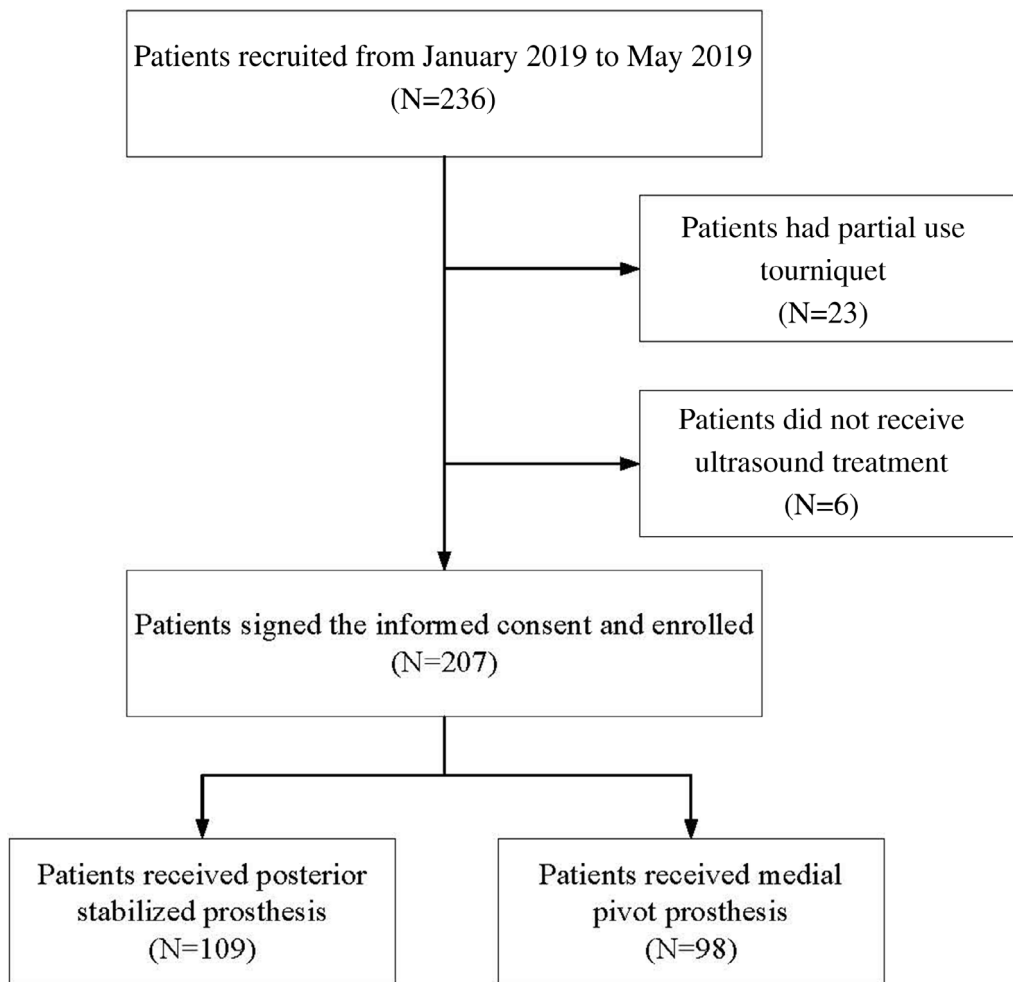 Patients recruited from January 2019 to May 2019
(N=236)
Patients had partial use
tourniquet
(N=23)
Patients did not receive
ultrasound treatment
(N=6)
Patients signed the informed consent and enrolled
(N=207)
Patients received posterior
stabilized prosthesis
(N=109)
Patients received medial
pivot prosthesis
(N=98)